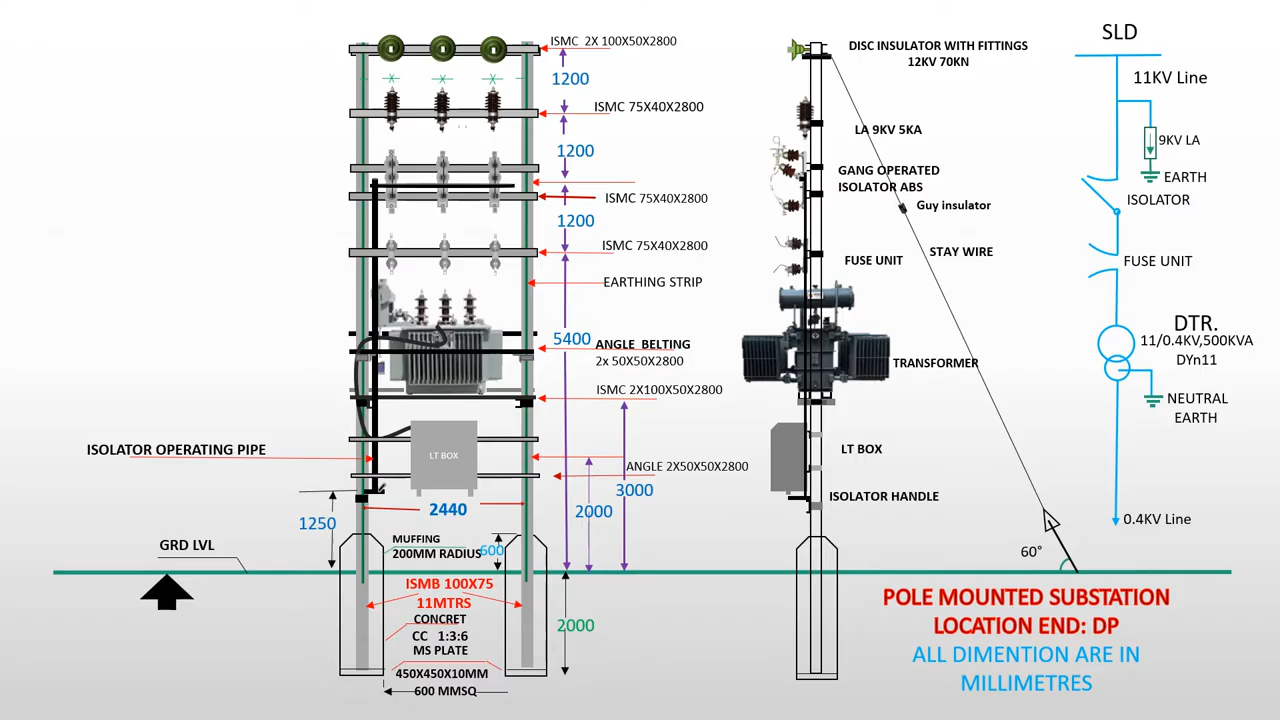 ISMC 2X 100X50X2800
1200
ISMC 75X40X2800
1200
ISMC 75X40X2800
1200
ISMC 75X40X2800
EARTHING STRIP
5400
ANGLE BELTING
2x 50X50X2800
ISMC 2X100X50X2800
ISOLATOR OPERATING PIPE
LT BOX
ANGLE 2X50X50X2800
3000
2000
2440
1250
MUFFING
200MM RADIUS
600
GRD LVL
ISMB 100X75
11MTRS
CONCRET
CC 1:3:6
MS PLATE
450X450X10MM
600 MMSQ
2000
DISC INSULATOR WITH FITTINGS
12KV 70KN
LA 9KV 5KA
GANG OPERATED
ISOLATOR ABS
Guy insulator
STAY WIRE
FUSE UNIT
TRANSFORMER
LT BOX
ISOLATOR HANDLE
60°
SLD
11KV Line
9KV LA
EARTH
ISOLATOR
FUSE UNIT
DTR.
11/0.4KV,500KVA
DYn11
NEUTRAL
EARTH
0.4KV Line
POLE MOUNTED SUBSTATION
LOCATION END: DP
ALL DIMENTION ARE IN
MILLIMETRES